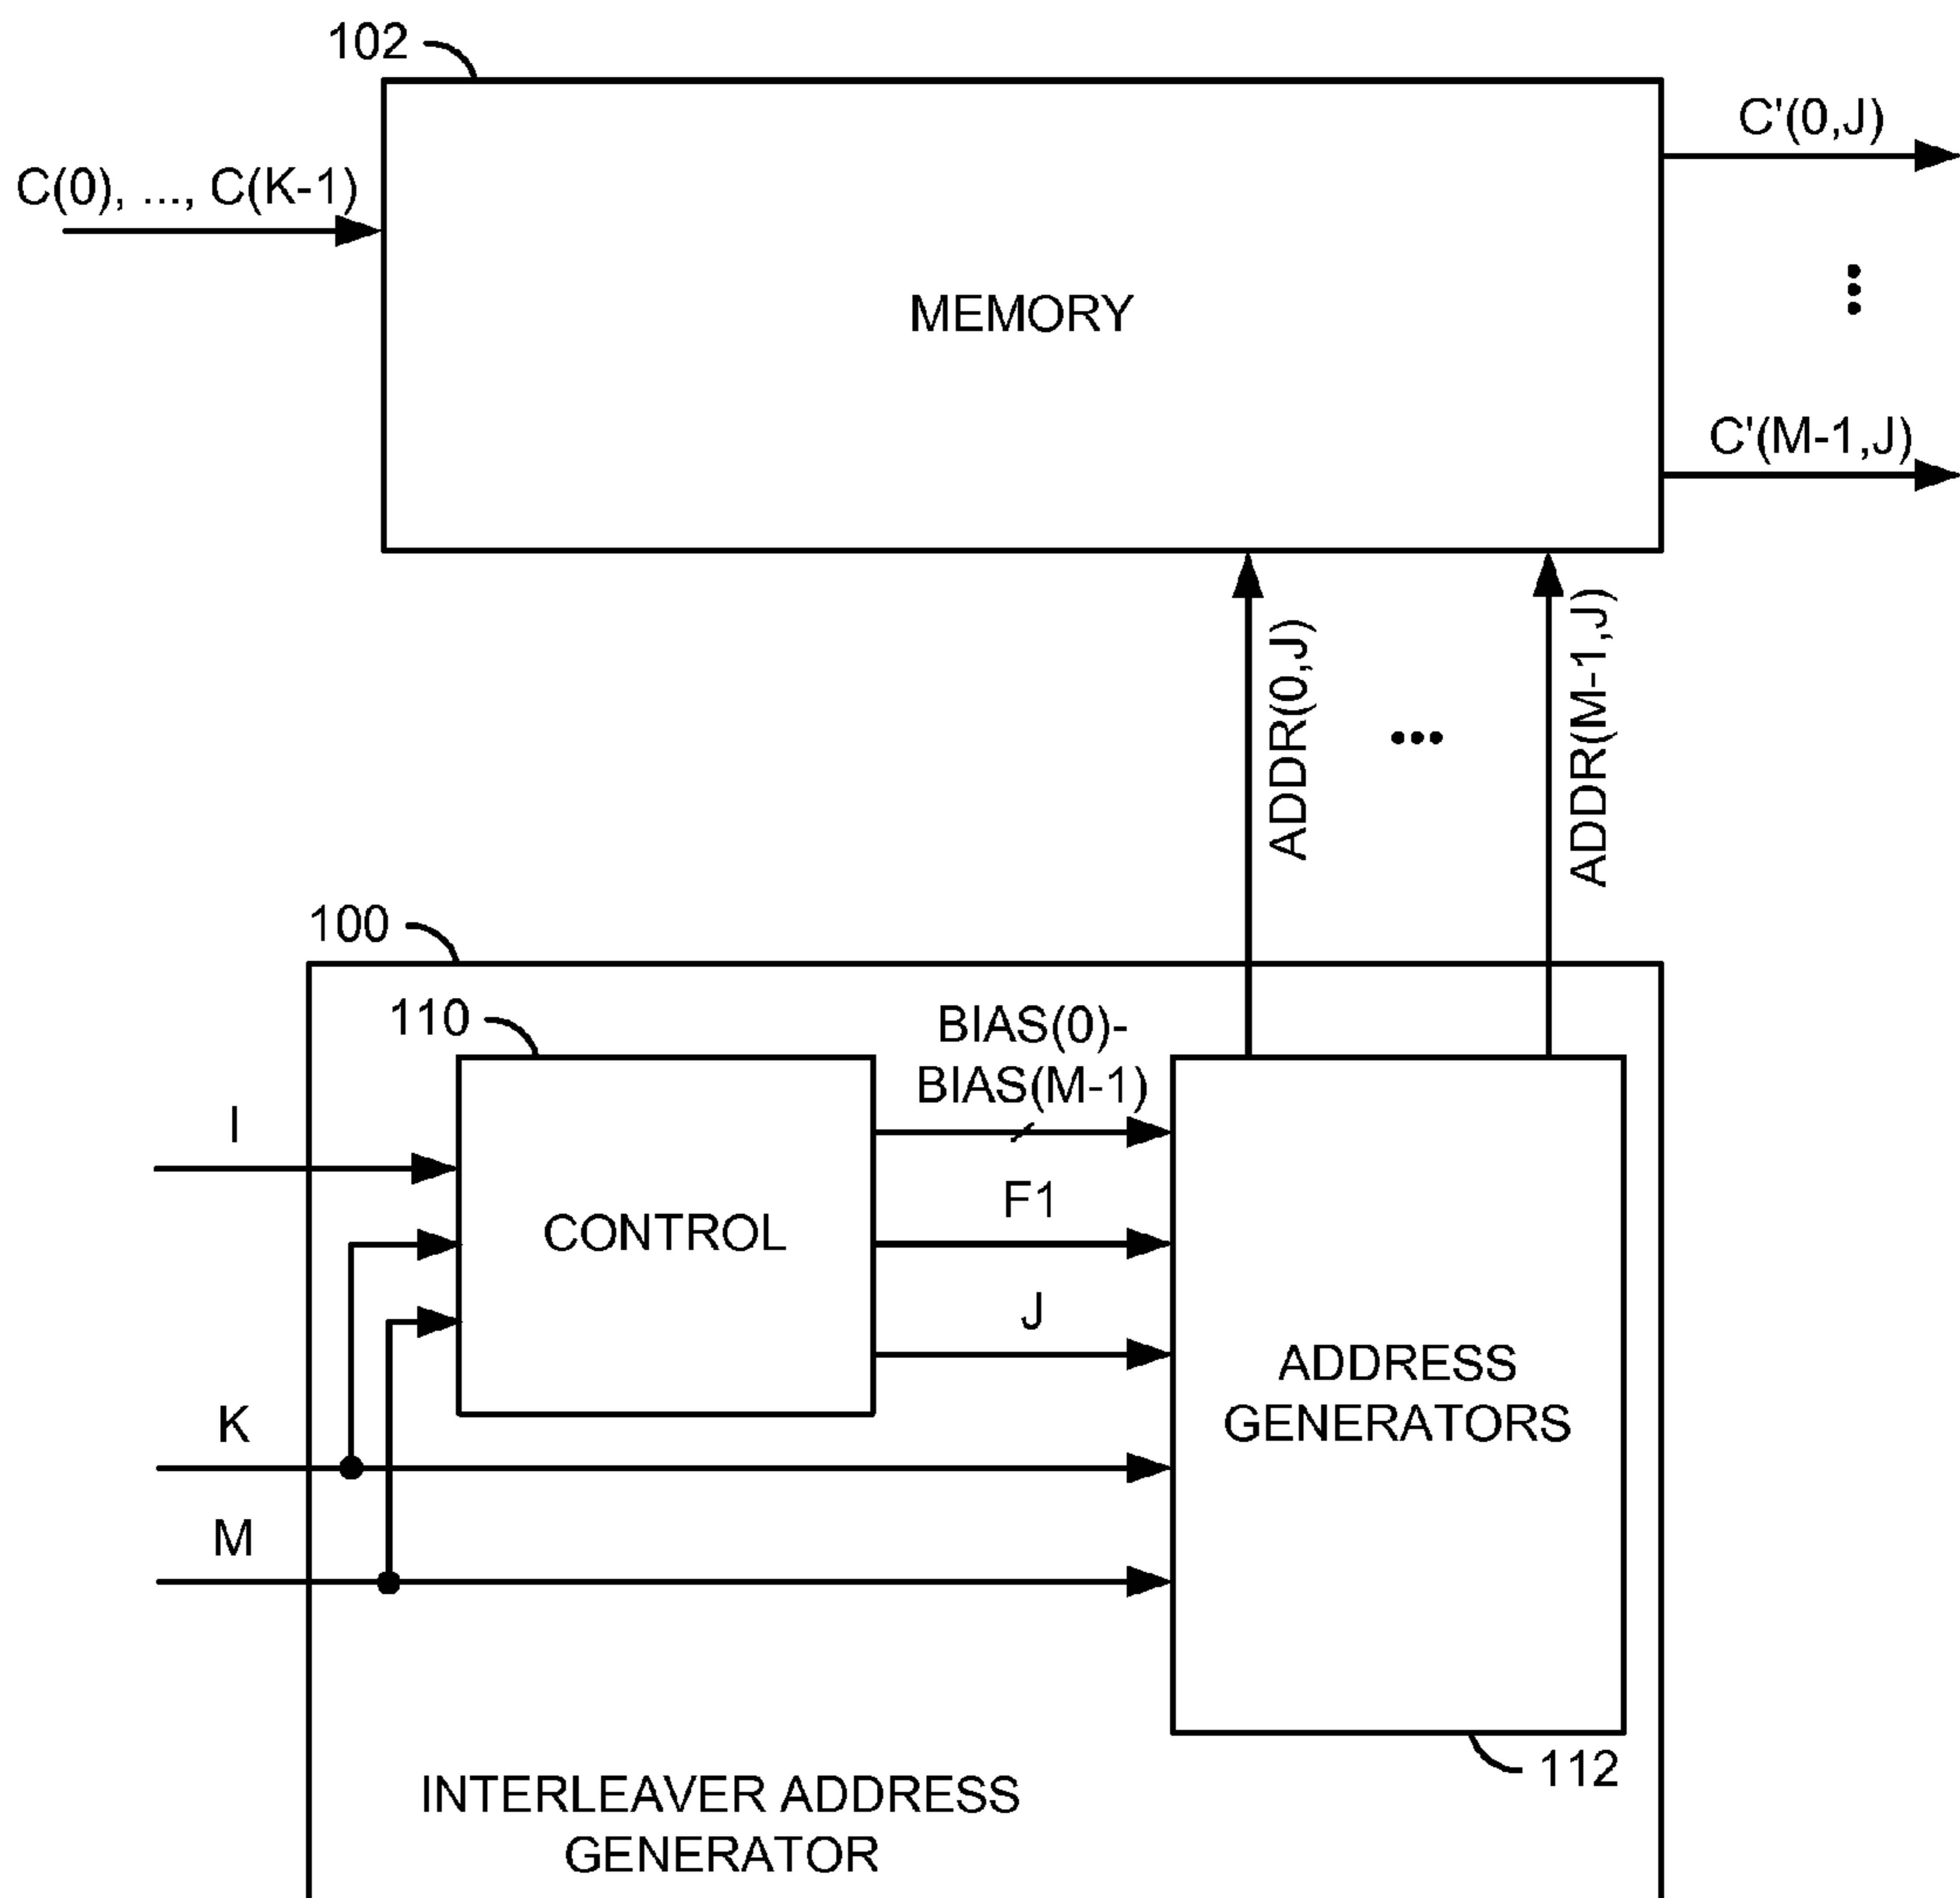 102
C'(0,J)
C(0), ..., C(K-1)
MEMORY
C'(M-1,J)
ADDR(0,J)
ADDR(M-1,J)
100
110
BIAS(0)-
BIAS(M-1)
I
F1
CONTROL
J
ADDRESS
GENERATORS
K
M
112
INTERLEAVER ADDRESS
GENERATOR